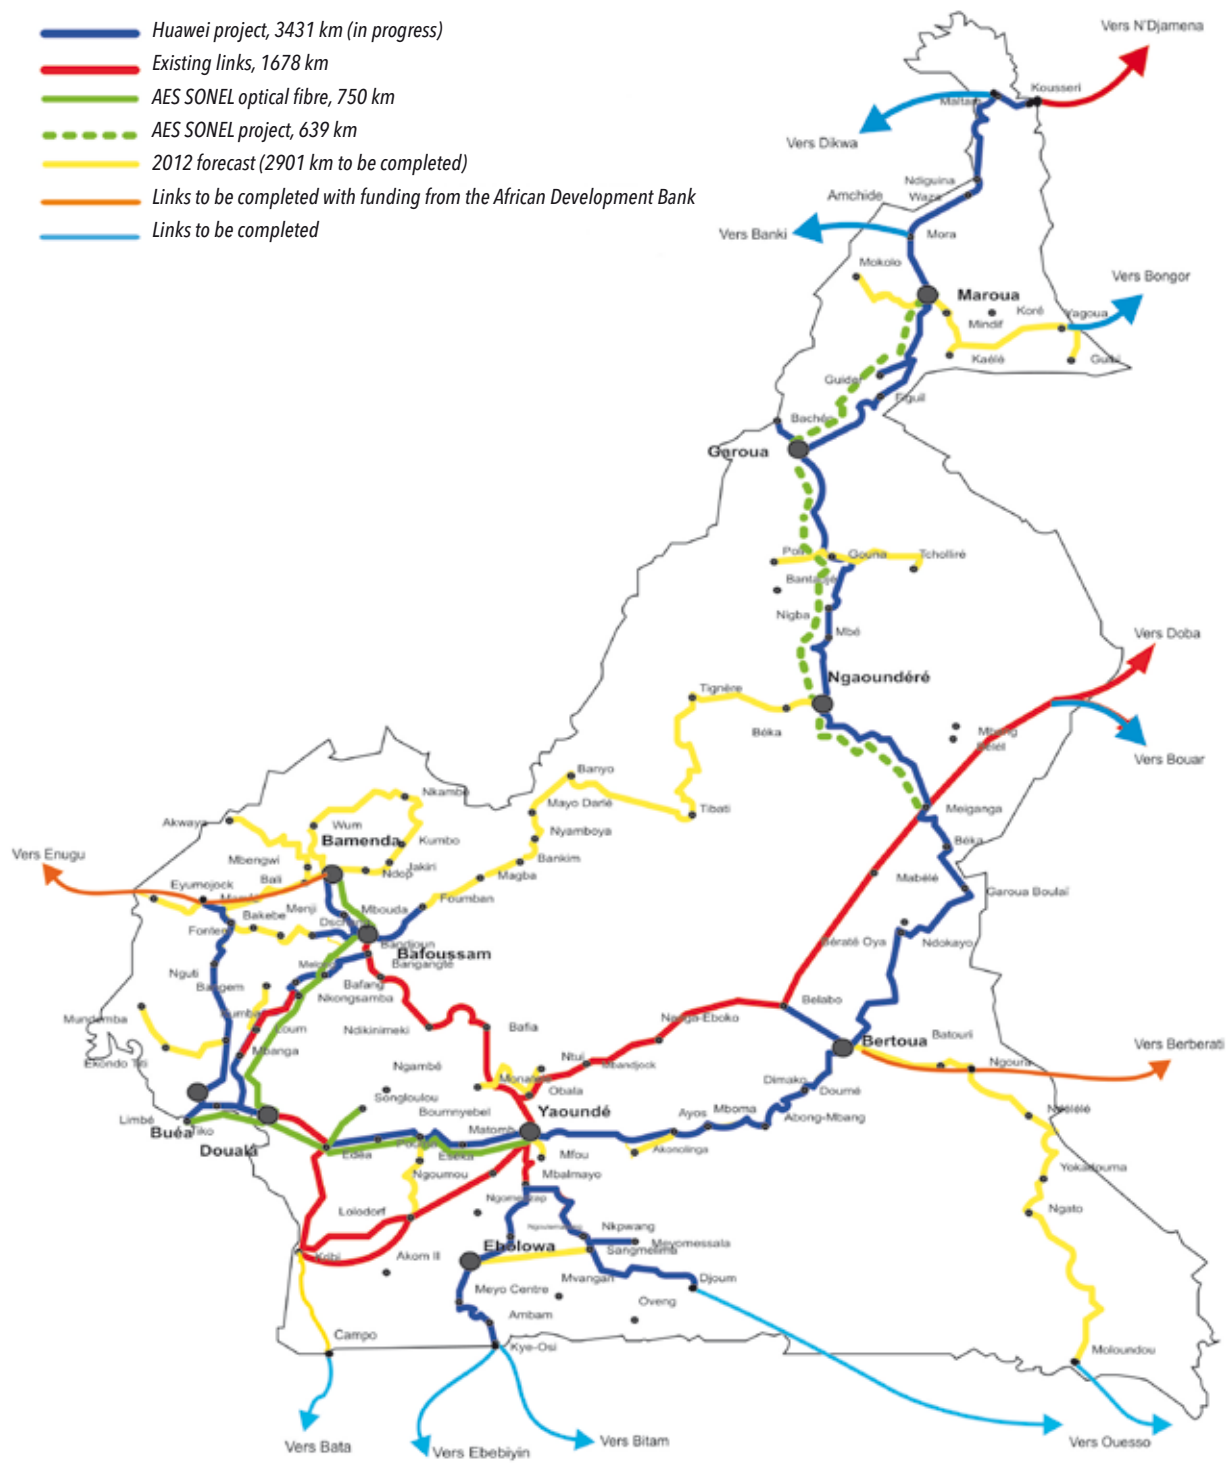 Huawei project, 3431 km (in progress)
Existing links, 1678 km
AES SONEL optical fibre, 750 km
AES SONEL project, 639 km
2012 forecast (2901 km to be completed)
Links to be completed with funding from the African Development Bank
Links to be completed
Vers N'Djamena
Kousseri
Vers Dikwa
Ndiguina
Amchide
Waza
Vers Banki
Mora
Mokolo
Vers Bongor
Maroua
Koré
Yagoua
Mindif
Kaélé
Guider
Figuil
Garoua
Gouna
Tcholliré
Nigba
Mbé
Vers Doba
Ngaoundéré
Tignère
Béka
Vers Bouar
Banyo
Nkambé
Mayo Darlé
Tibati
Meiganga
Akwaya
Wum
Nyamboya
Bamenda
Kumbo
Béka
Vers Enugu
Mbengwi
Bankim
Jakiri
Ndop
Magba
Mabélé
Bali
Eyumojock
Garoua Boulaï
Foumban
Menji
Mbouda
Bakebe
Fontem
Bandjoun
Bérâté Oya
Ndokayo
Bafoussam
Bangangté
Nguti
Bafang
Nkongsamba
Belabo
Mundemba
Loum
Ndikinimeki
Bafia
Nanga-Eboko
Batouri
Bertoua
Vers Berberati
Mbanga
Ekondo Titi
Ngambé
Ntui
Mbandjock
Ngoura
Obala
Dimako
Doumé
Songloulou
Bournnyebel
Yaoundé
Ayos
Mboma
Abong-Mbang
Limbé
Buéa
Tiko
Matomb
Douala
Edéa
Eséka
Mfou
Akonolinga
Ngoumou
Mbalmayo
Yokadouma
Lolodorf
Nkpwang
Ngato
Ebolowa
Meyomessala
Sangmelima
Kribi
Akom II
Mvangan
Djoum
Meyo Centre
Oveng
Ambam
Campo
Kye-Osi
Moloundou
Vers Bata
Vers Ebebiyin
Vers Bitam
Vers Ouesso